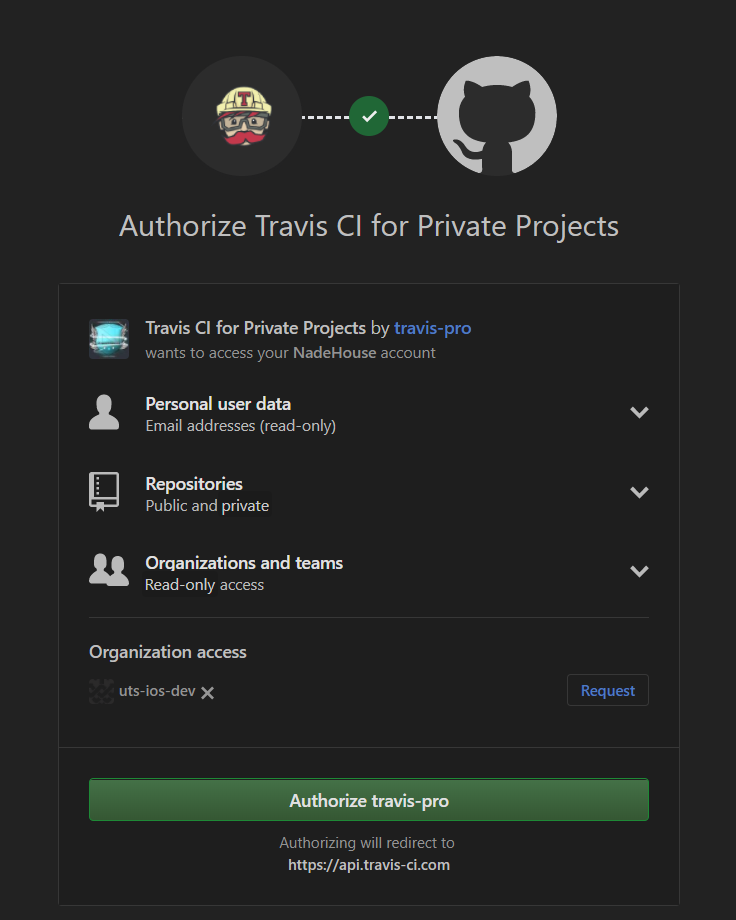 T
Authorize Travis CI for Private Projects
Travis CI for Private Projects by travis-pro
wants to access your NadeHouse account
Personal user data
Email addresses (read-only)
Repositories
Public and private
Organizations and teams
Read-only access
Organization access
uts-ios-dev
Request
Authorize travis-pro
Authorizing will redirect to
https://api.travis-ci.com